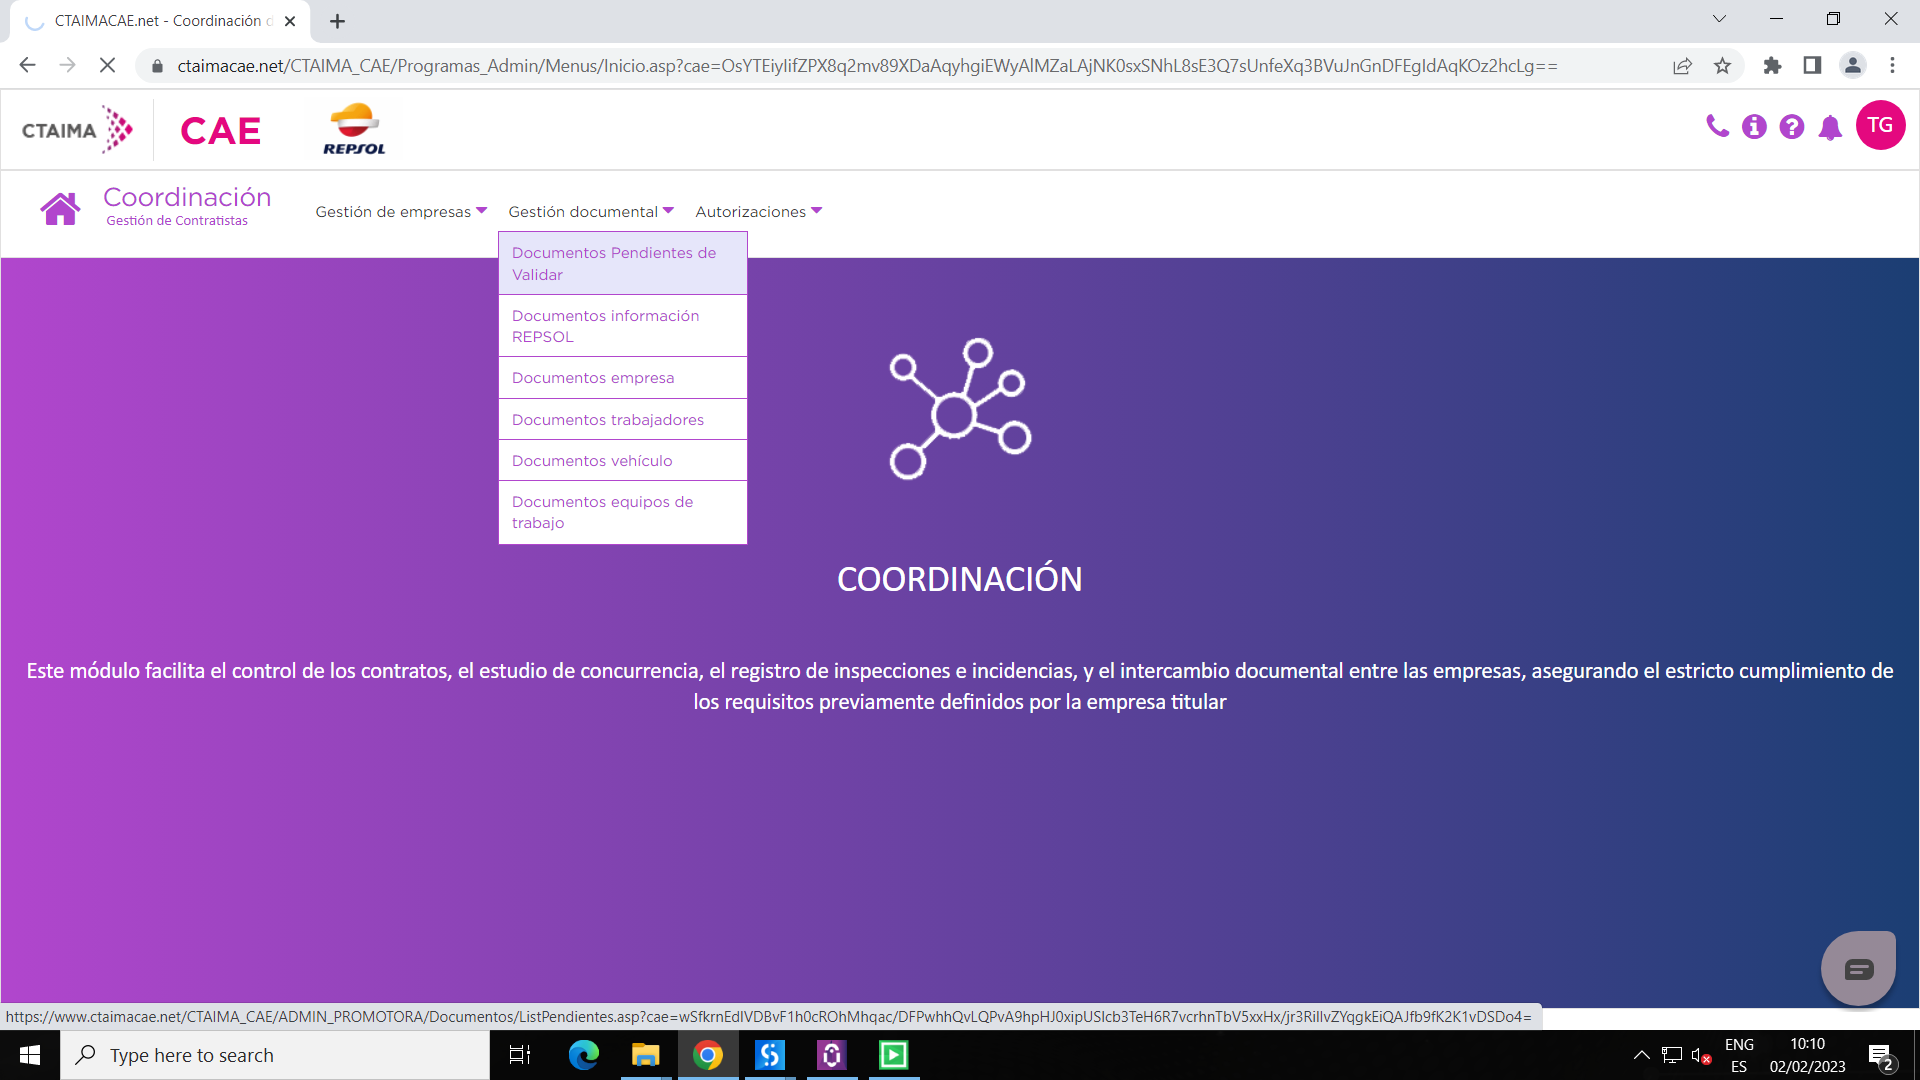 CTAIMACAE.net - Coordinación d
ctaimacae.net/CTAIMA_CAE/Programas_Admin/Menus/Inicio.asp?cae=OsYTEiyIifZPX8q2mv89XDaAqyhgiEWyAlMZaLAjNK0sxSNhL8sE3Q7sUnfeXq3BVuJnGnDFEgIdAqKOz2hcLg==
CTAIMA
CAE
REPSOL
TG
Coordinación
Gestión de Contratistas
Gestión de empresas
Gestión documental
Autorizaciones
Documentos Pendientes de
Validar
Documentos información
REPSOL
Documentos empresa
Documentos trabajadores
Documentos vehículo
Documentos equipos de
trabajo
COORDINACIÓN
Este módulo facilita el control de los contratos, el estudio de concurrencia, el registro de inspecciones e incidencias, y el intercambio documental entre las empresas, asegurando el estricto cumplimiento de
los requisitos previamente definidos por la empresa titular
https://www.ctaimacae.net/CTAIMA_CAE/ADMIN_PROMOTORA/Documentos/ListPendientes.asp?cae=wSfkrnEdIVDBvF1h0cROhMhqac/DFPwhhQvLQPvA9hpHJ0xipUSIcb3TeH6R7vcrhnTbV5xxHx/jr3RiIlvZYqgkEiQAJfb9fK2K1vDSDo4=
Type here to search
ENG
ES
10:10
02/02/2023
2